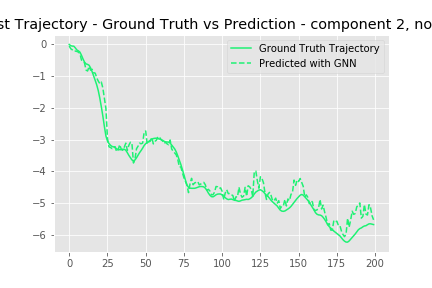 st Trajectory - Ground Truth vs Prediction - component 2, no
Ground Truth Trajectory
Predicted with GNN
0
−1
−2
−3
−4
−5
−6
0 25 50 75 100 125 150 175 200